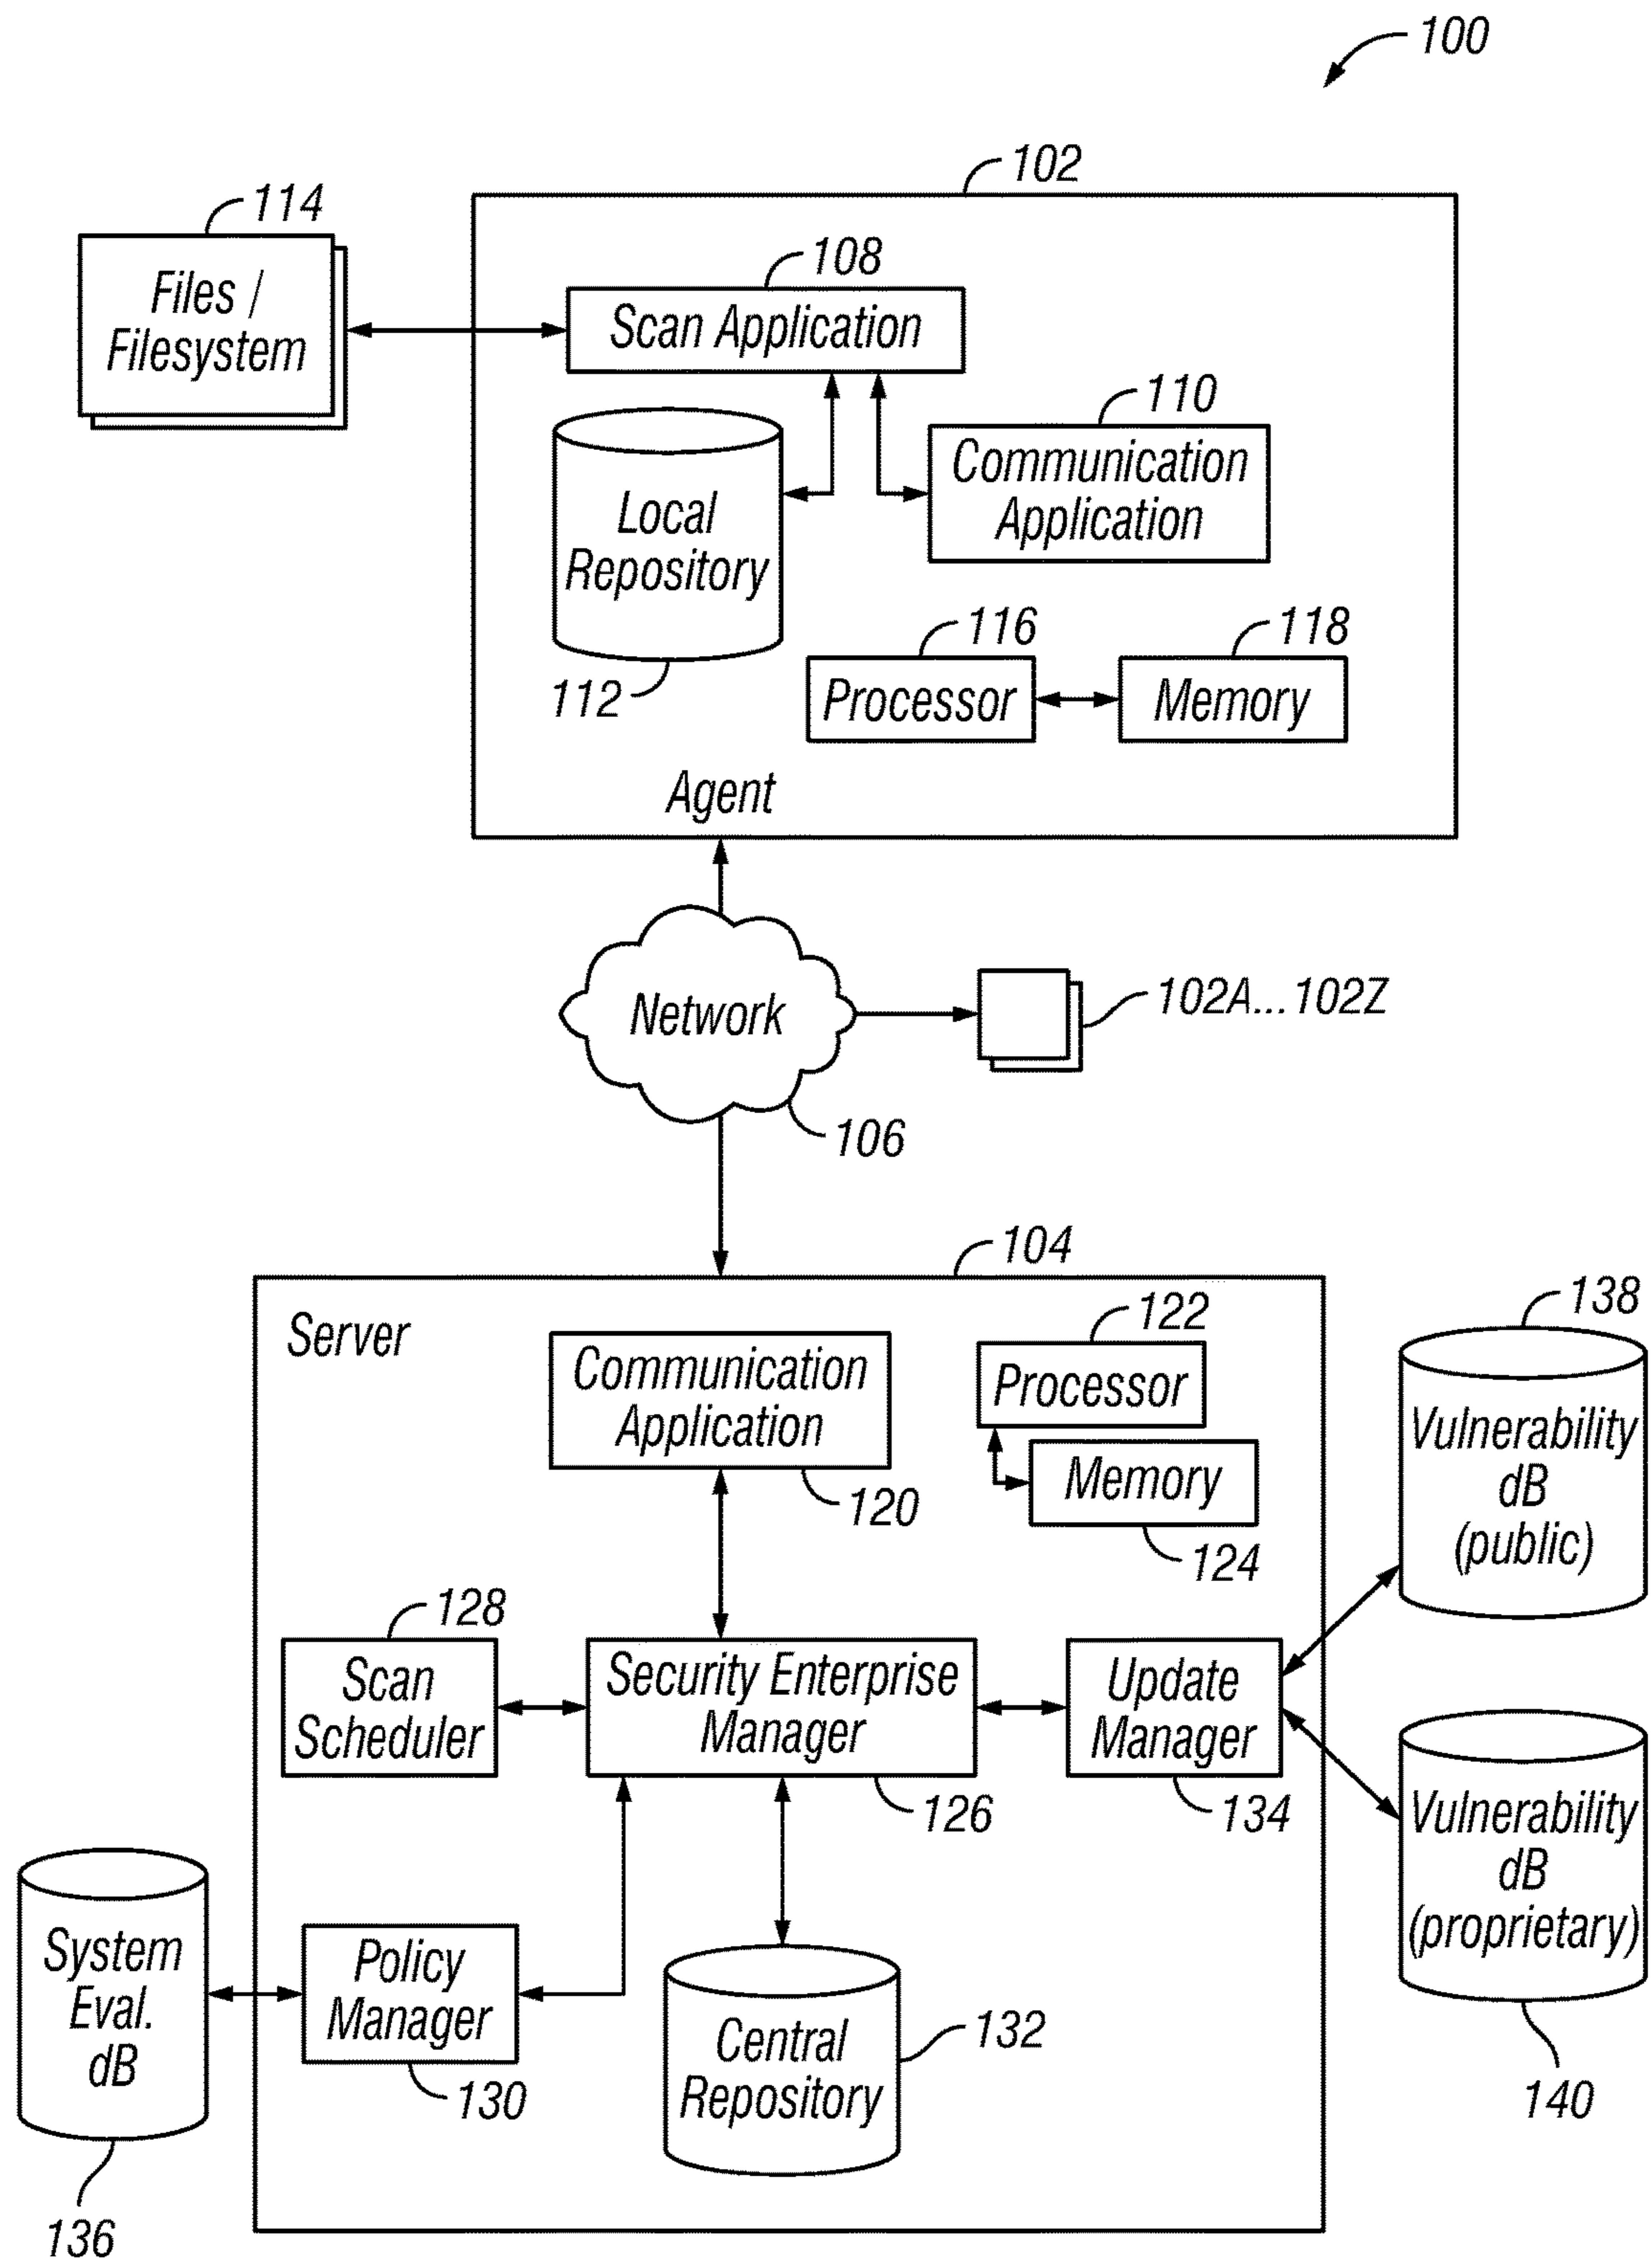 100
102
114
Files /
Filesystem
108
Scan Application
110
Communication
Application
Local
Repository
112
116
Processor
118
Memory
Agent
Network
102A...102Z
106
104
Server
Communication
Application
120
122
Processor
Memory
124
138
Vulnerability
dB
(public)
128
Scan
Scheduler
Security Enterprise
Manager
126
Update
Manager
134
Vulnerability
dB
(proprietary)
140
System
Eval.
dB
136
Policy
Manager
130
Central
Repository
132